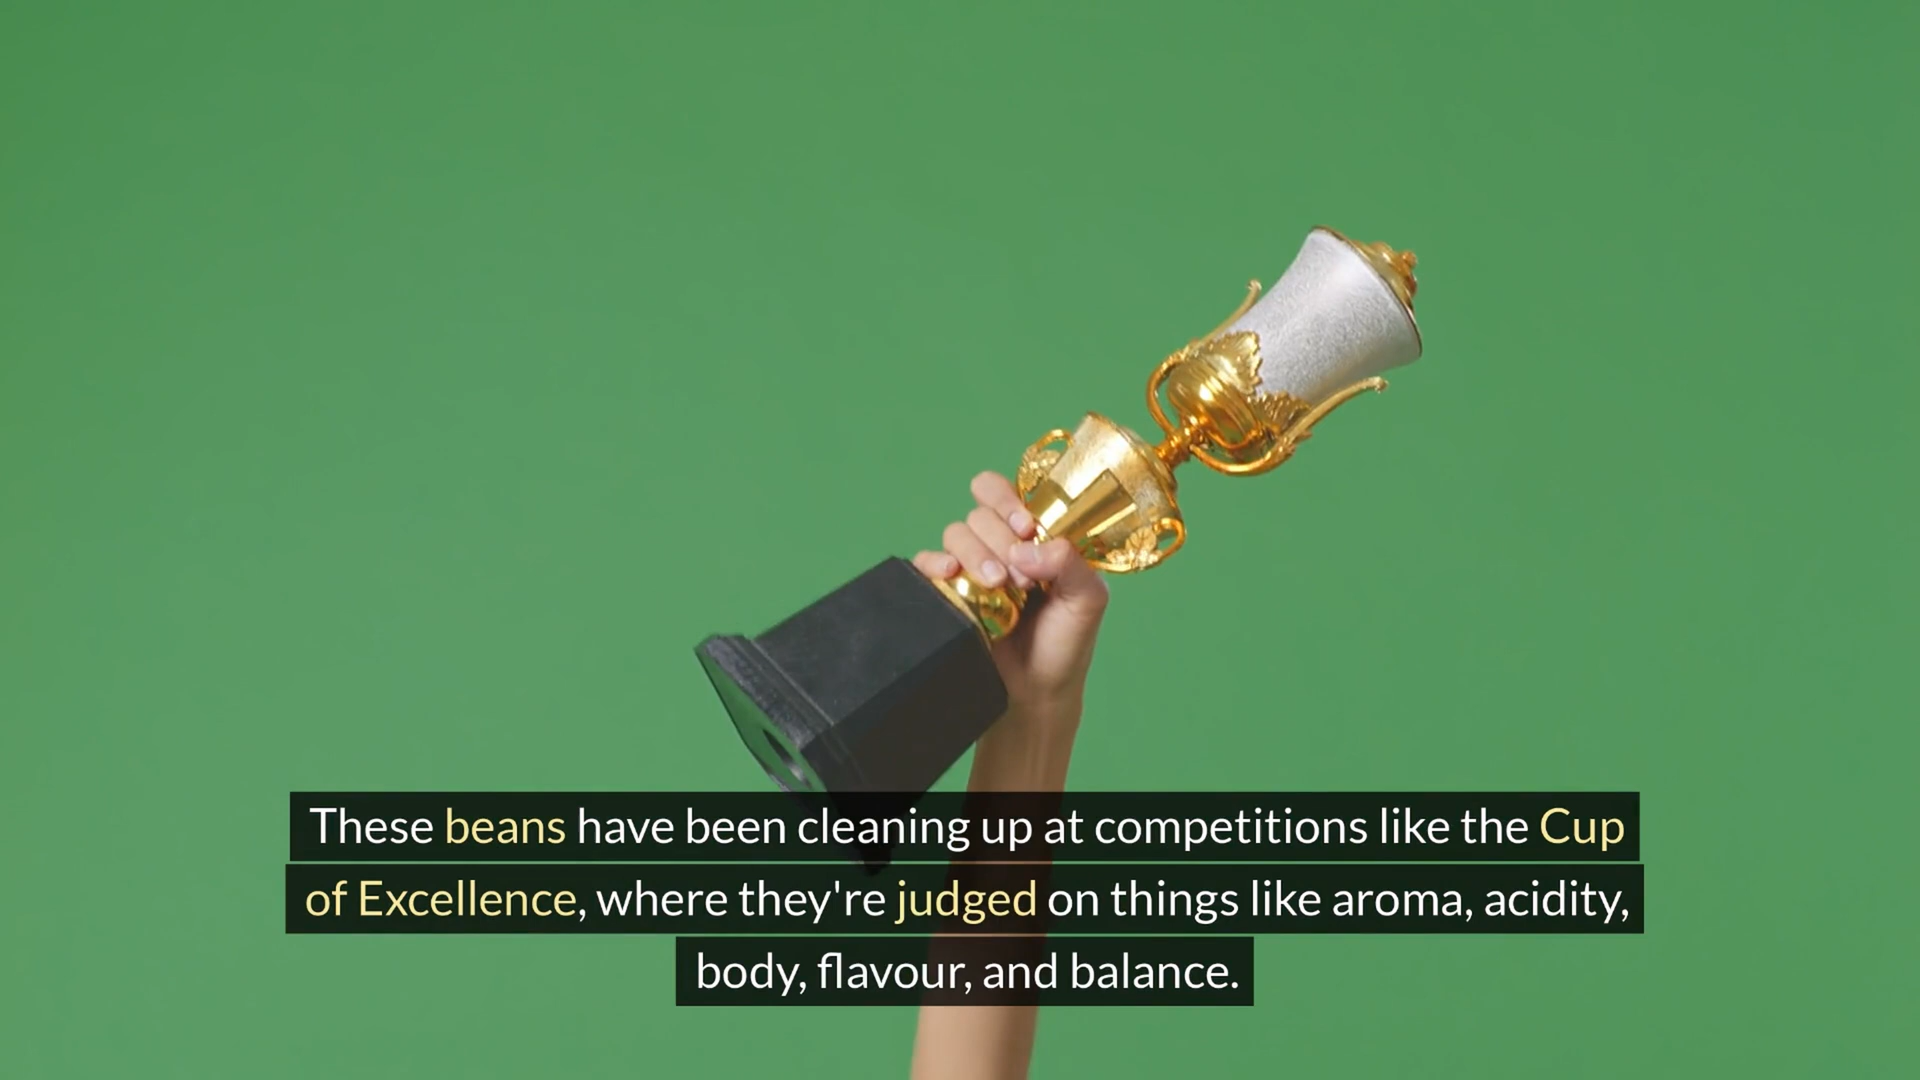 These beans have been cleaning up at competitions like the Cup
of Excellence, where they're judged on things like aroma, acidity,
body, flavour, and balance.